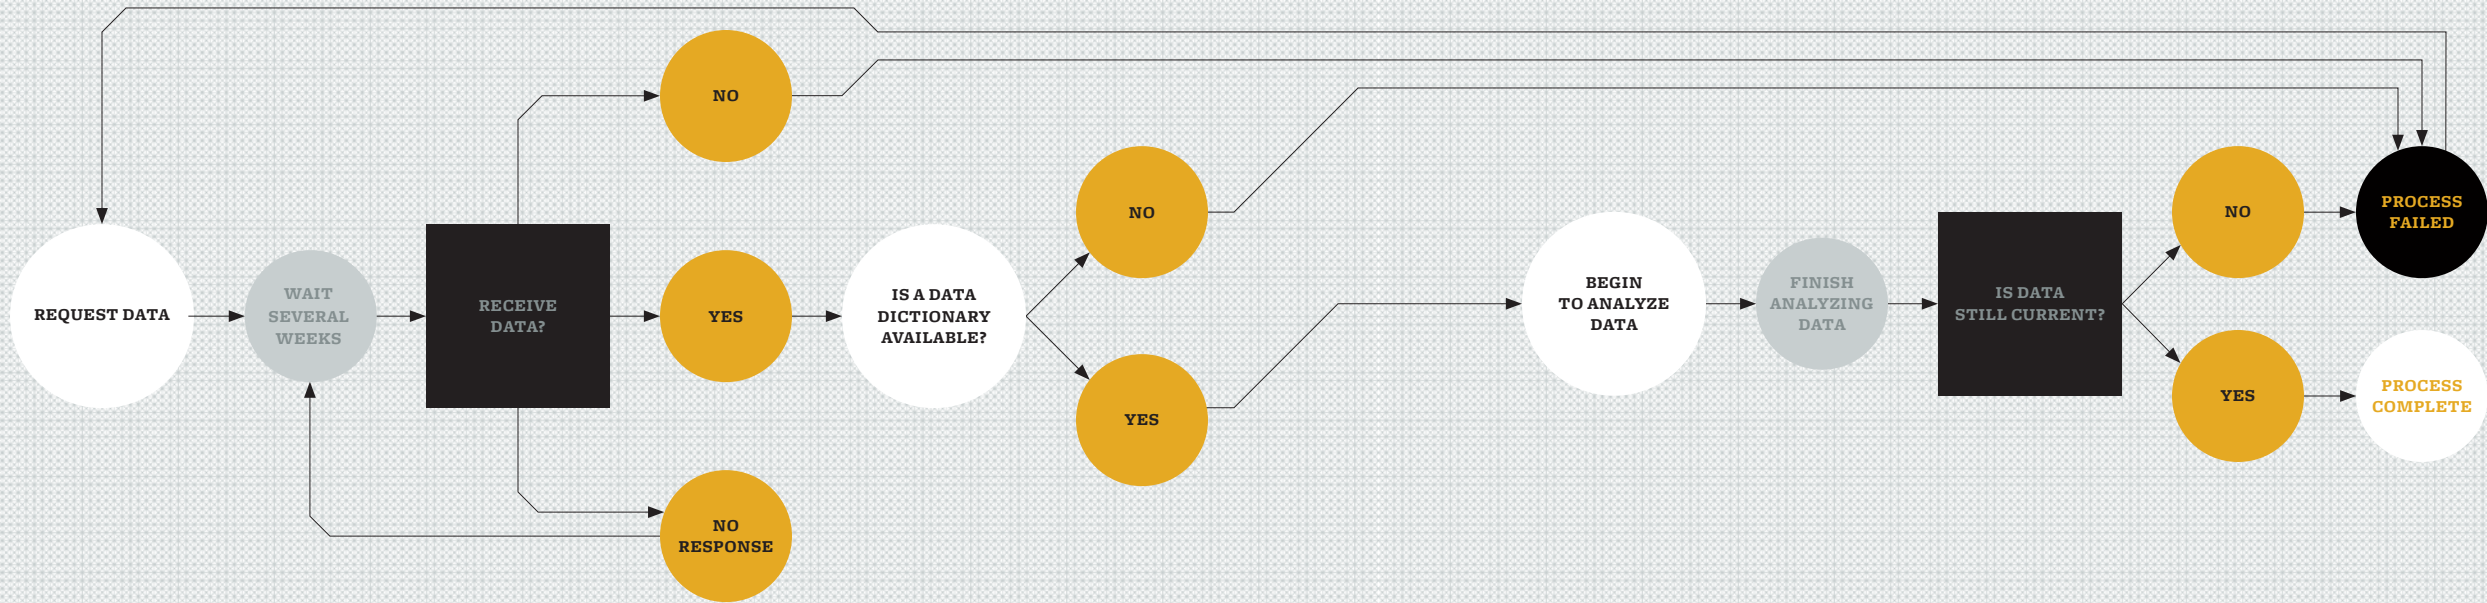 REQUEST DATA
WAIT
SEVERAL
WEEKS
RECEIVE
DATA?
NO
YES
NO
RESPONSE
IS A DATA
DICTIONARY
AVAILABLE?
NO
YES
BEGIN
TO ANALYZE
DATA
FINISH
ANALYZING
DATA
IS DATA
STILL CURRENT?
NO
YES
PROCESS
FAILED
PROCESS
COMPLETE